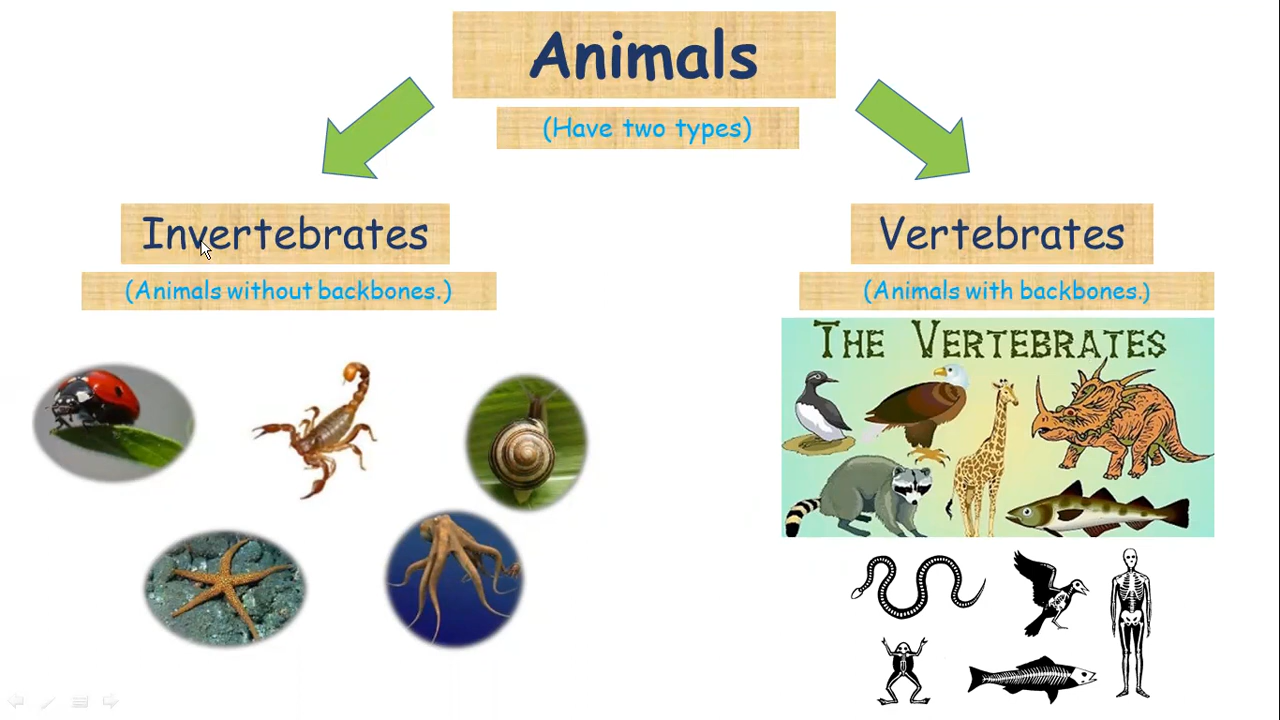 Animals
(Have two types)
Invertebrates
(Animals without backbones.)
Vertebrates
(Animals with backbones.)
THE VERTEBRATES